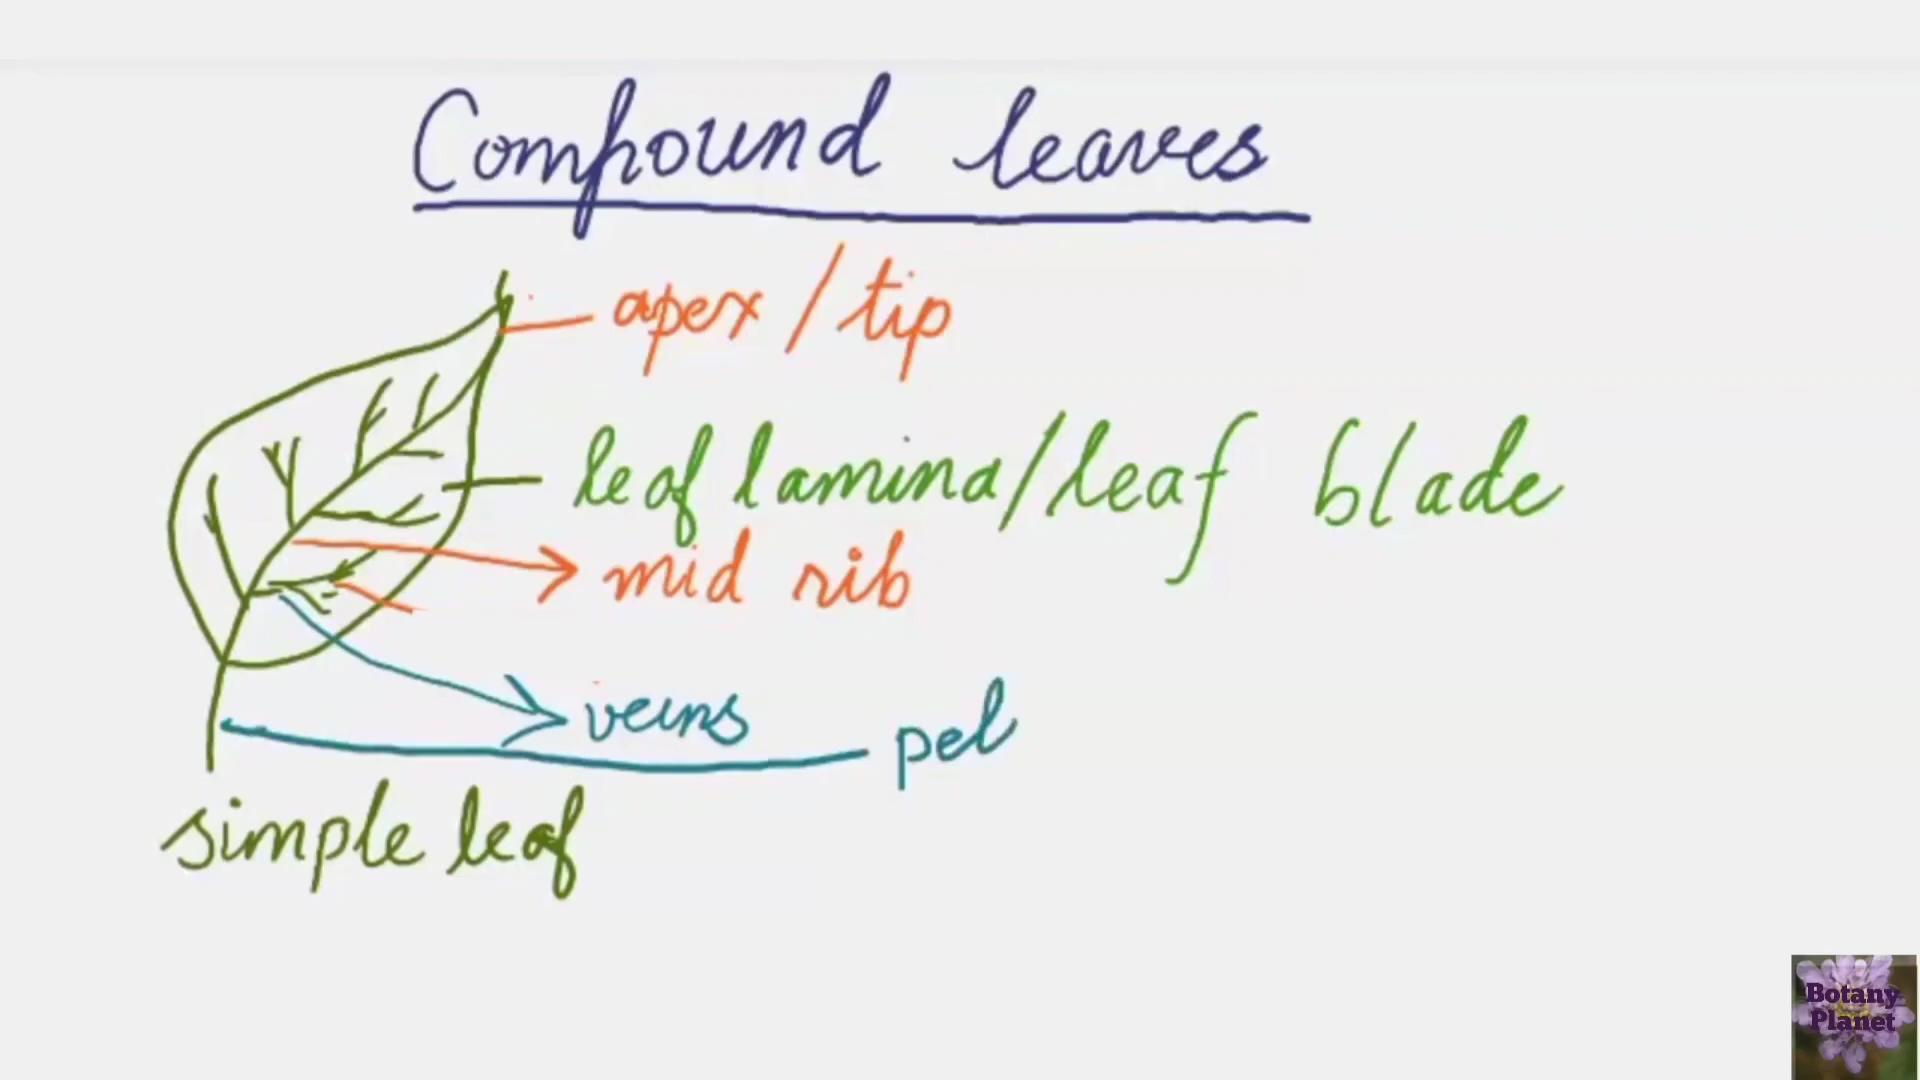 Compound leaves
apex / tip
leaf lamina/leaf blade
mid rib
veins
pel
simple leaf
Botany
Planet